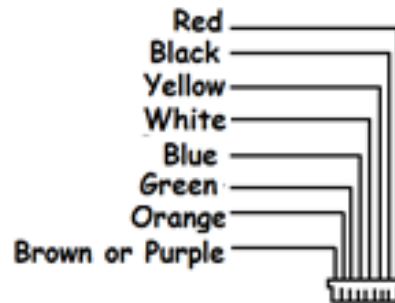 Red
Black
Yellow
White
Blue
Green
Orange
Brown or Purple